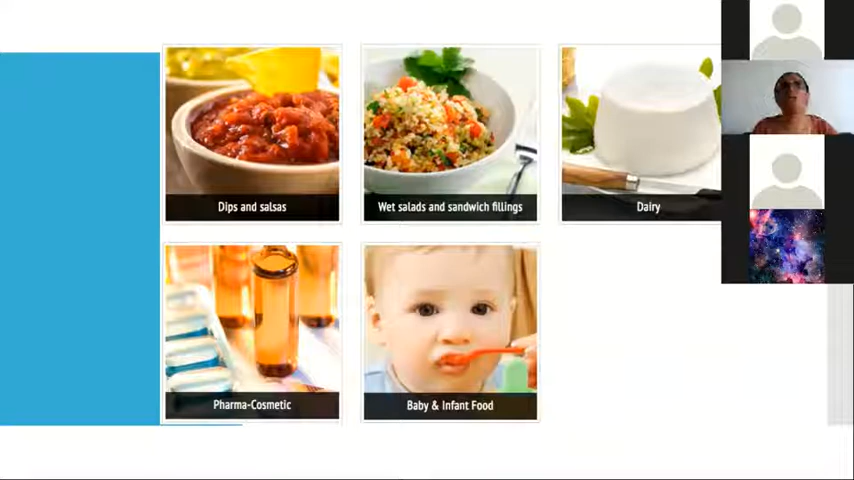 Dips and salsas
Wet salads and sandwich fillings
Dairy
Pharma-Cosmetic
Baby & Infant Food